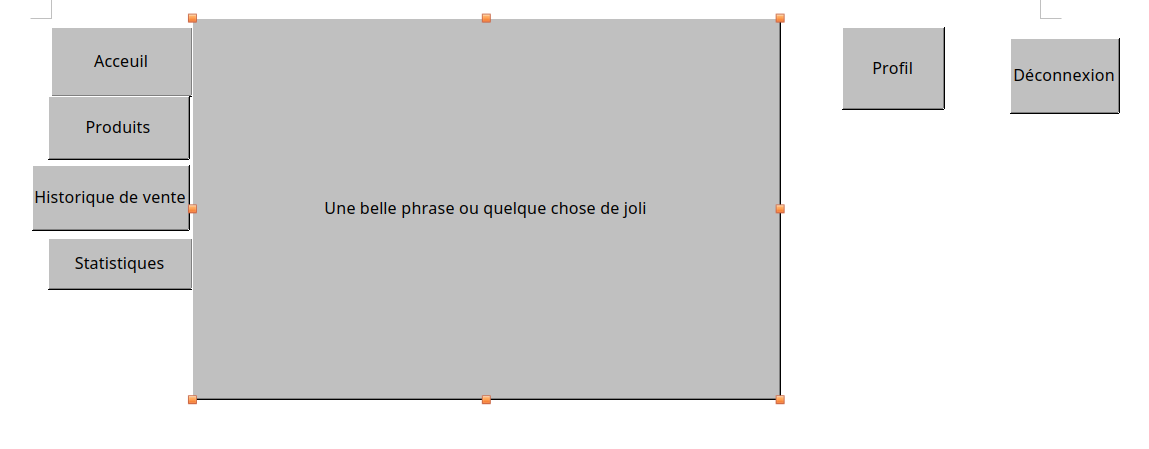 Acceuil
Produits
Historique de vente
Statistiques
Une belle phrase ou quelque chose de joli
Profil
Déconnexion